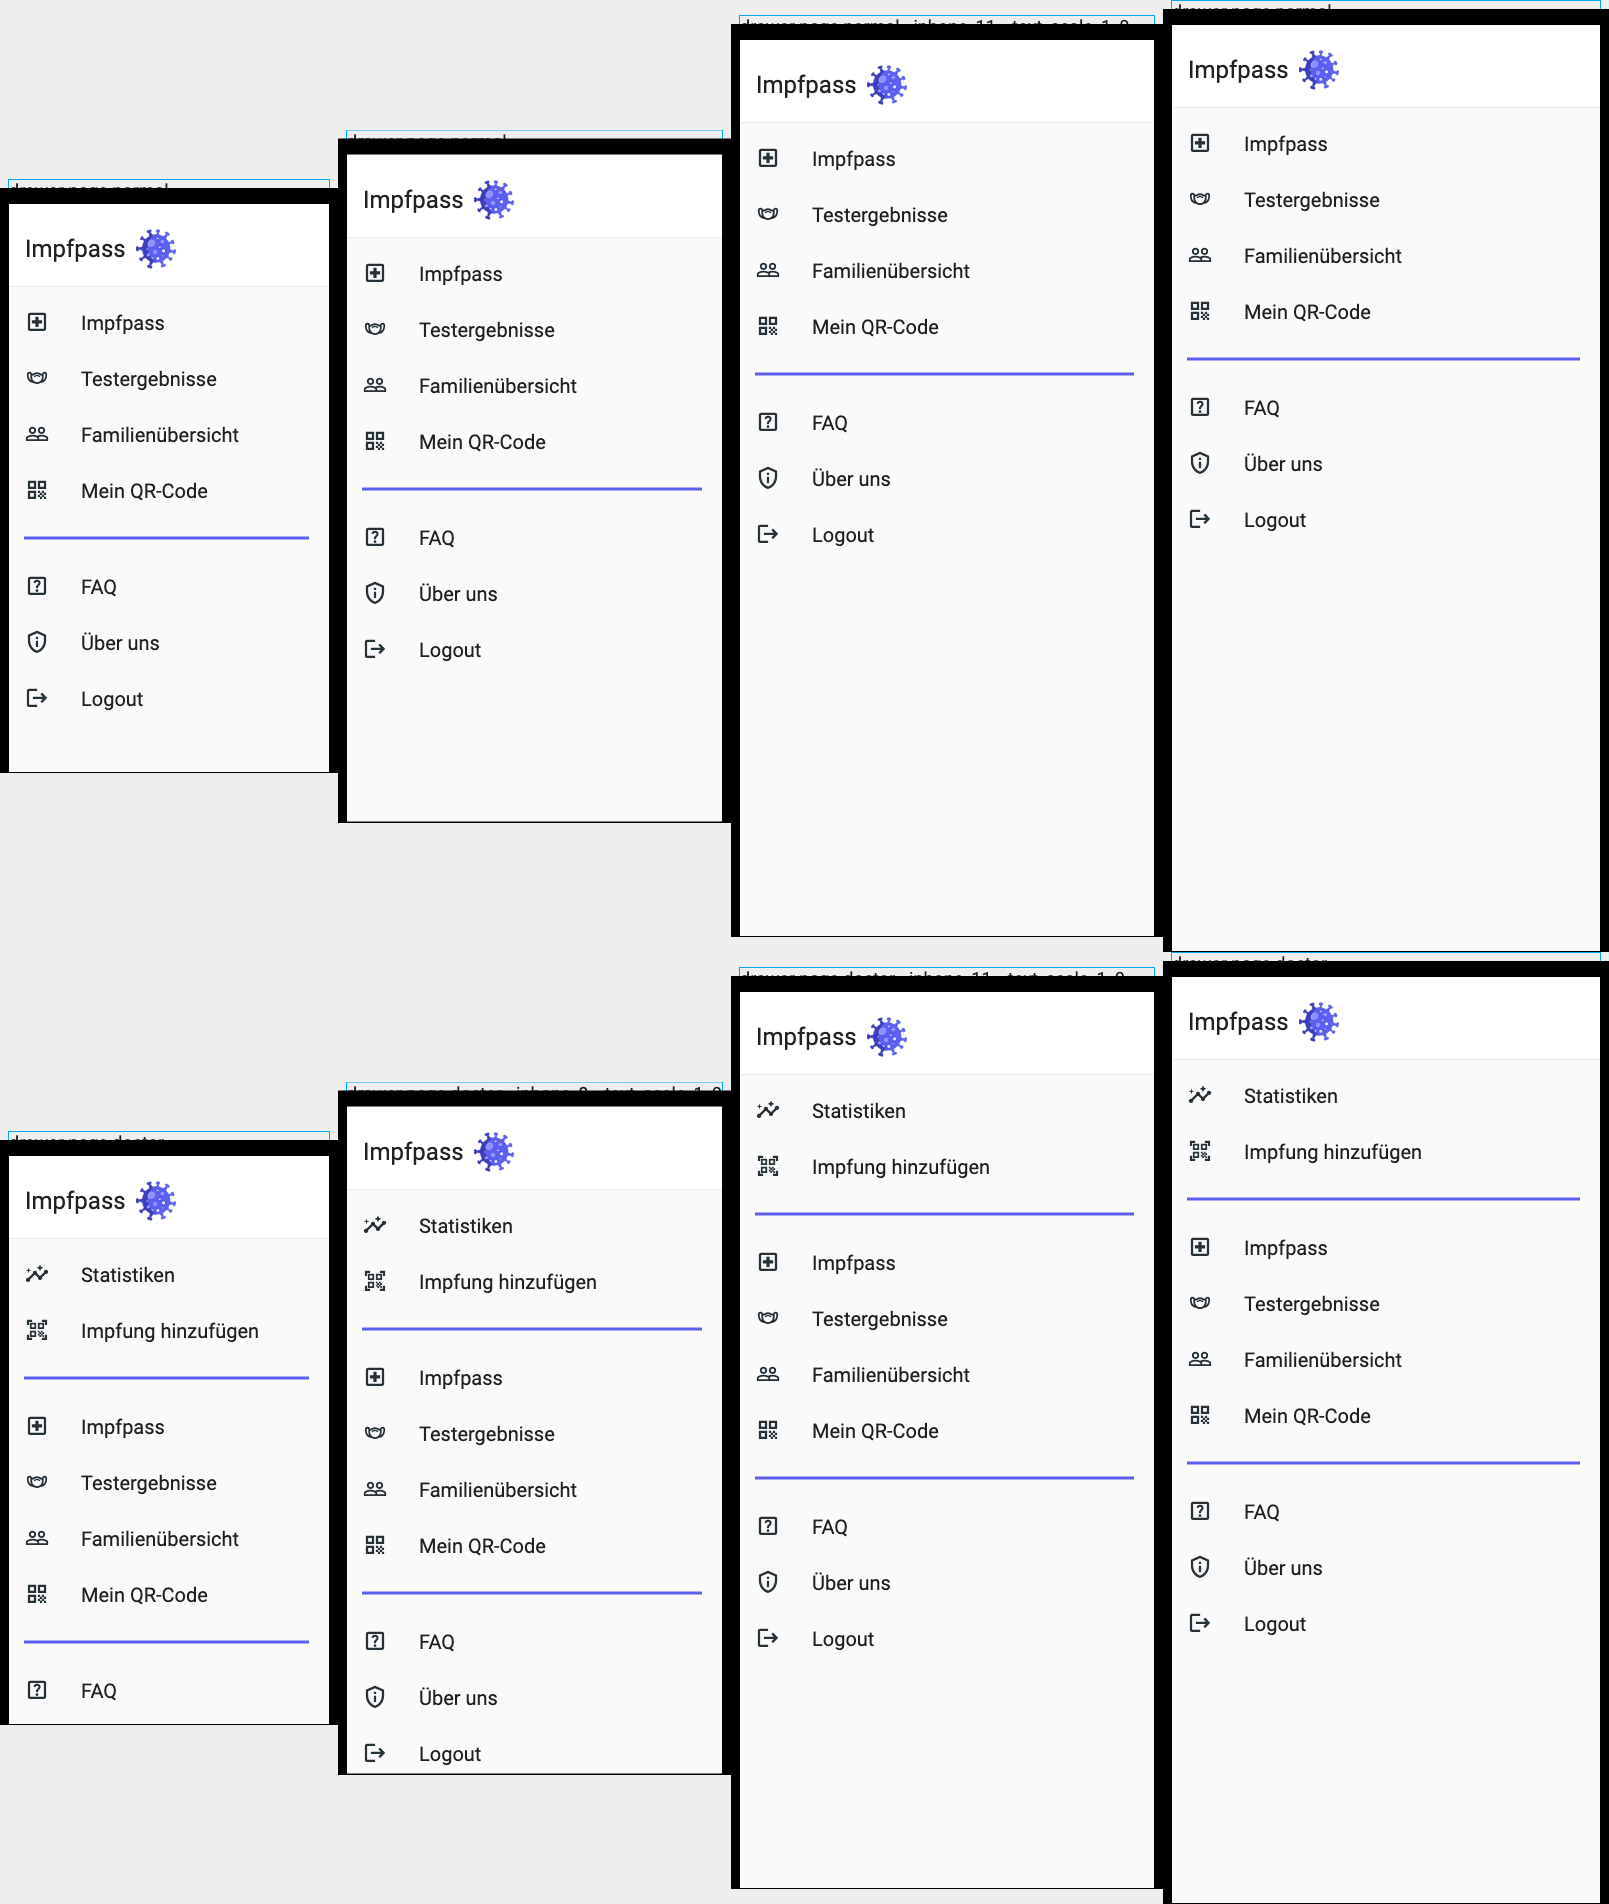 Impfpass
Impfpass
Testergebnisse
Familienübersicht
Mein QR-Code
FAQ
Über uns
Logout
Impfpass
Impfpass
Testergebnisse
Familienübersicht
Mein QR-Code
FAQ
Über uns
Logout
Impfpass
Impfpass
Testergebnisse
Familienübersicht
Mein QR-Code
FAQ
Über uns
Logout
Impfpass
Impfpass
Testergebnisse
Familienübersicht
Mein QR-Code
FAQ
Über uns
Logout
Impfpass
Statistiken
Impfung hinzufügen
Impfpass
Testergebnisse
Familienübersicht
Mein QR-Code
FAQ
Impfpass
Statistiken
Impfung hinzufügen
Impfpass
Testergebnisse
Familienübersicht
Mein QR-Code
FAQ
Über uns
Logout
Impfpass
Statistiken
Impfung hinzufügen
Impfpass
Testergebnisse
Familienübersicht
Mein QR-Code
FAQ
Über uns
Logout
Impfpass
Statistiken
Impfung hinzufügen
Impfpass
Testergebnisse
Familienübersicht
Mein QR-Code
FAQ
Über uns
Logout